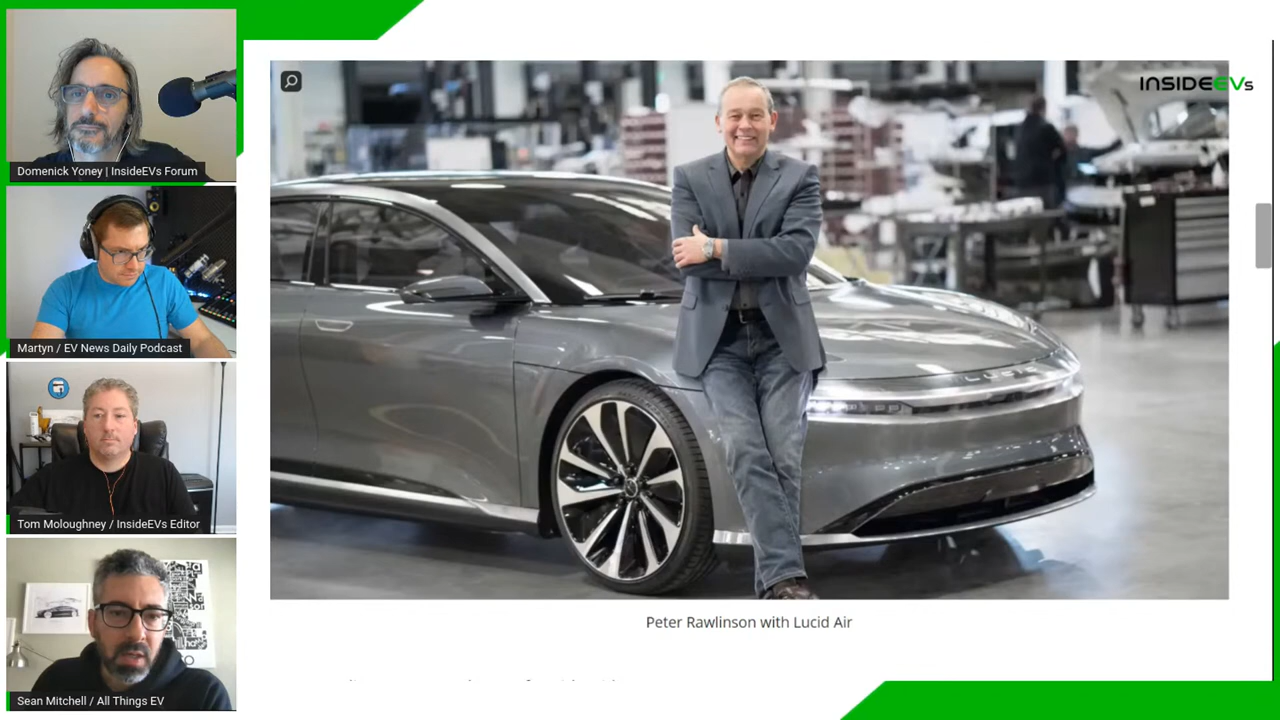 Domenick Yoney | InsideEVs Forum
Martyn / EV News Daily Podcast
Tom Moloughney / InsideEVs Editor
Sean Mitchell / All Things EV
INSIDEEVs
LUCID
Peter Rawlinson with Lucid Air